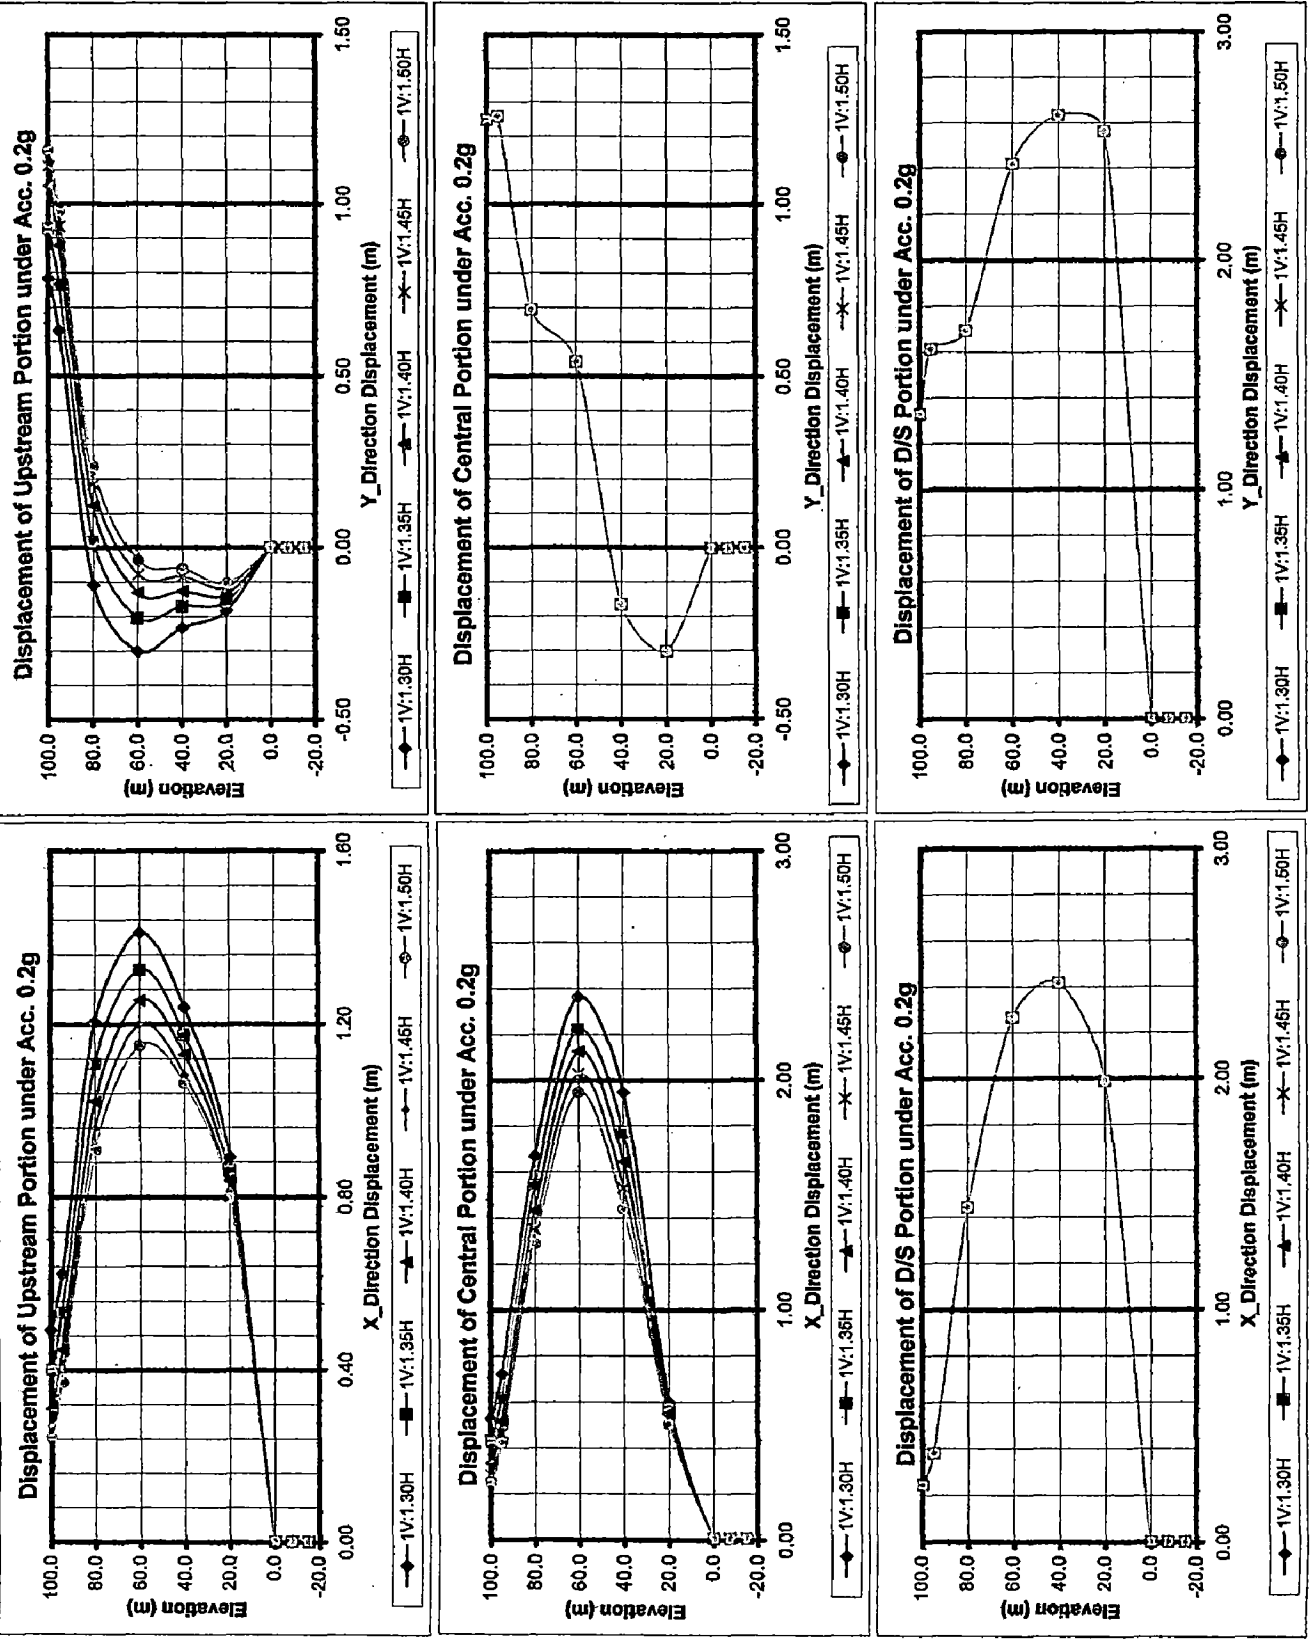 Displacement of Upstream Portion under Acc. 0.2g
100.0
80.0
60.0
40.0
20.0
0.0
-20.0
Elevation (m)
0.00 0.40 0.80 1.20 1.60
X_Direction Displacement (m)
1V:1.30H 1V:1.35H 1V:1.40H 1V:1.45H 1V:1.50H
Displacement of Upstream Portion under Acc. 0.2g
100.0
80.0
60.0
40.0
20.0
0.0
-20.0
Elevation (m)
-0.50 0.00 0.50 1.00 1.50
Y_Direction Displacement (m)
1V:1.30H 1V:1.35H 1V:1.40H 1V:1.45H 1V:1.50H
Displacement of Central Portion under Acc. 0.2g
100.0
80.0
60.0
40.0
20.0
0.0
-20.0
Elevation (m)
0.00 1.00 2.00 3.00
X_Direction Displacement (m)
1V:1.30H 1V:1.35H 1V:1.40H 1V:1.45H 1V:1.50H
Displacement of Central Portion under Acc. 0.2g
100.0
80.0
60.0
40.0
20.0
0.0
-20.0
Elevation (m)
-0.50 0.00 0.50 1.00 1.50
Y_Direction Displacement (m)
1V:1.30H 1V:1.35H 1V:1.40H 1V:1.45H 1V:1.50H
Displacement of D/S Portion under Acc. 0.2g
100.0
80.0
60.0
40.0
20.0
0.0
-20.0
Elevation (m)
0.00 1.00 2.00 3.00
X_Direction Displacement (m)
1V:1.30H 1V:1.35H 1V:1.40H 1V:1.45H 1V:1.50H
Displacement of D/S Portion under Acc. 0.2g
100.0
80.0
60.0
40.0
20.0
0.0
-20.0
Elevation (m)
0.00 1.00 2.00 3.00
Y_Direction Displacement (m)
1V:1.30H 1V:1.35H 1V:1.40H 1V:1.45H 1V:1.50H